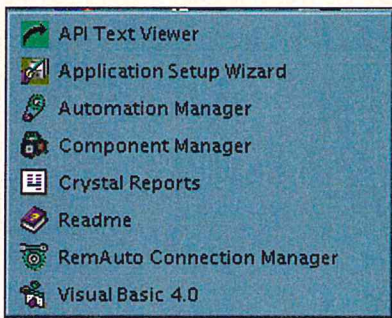 API Text Viewer
Application Setup Wizard
Automation Manager
Component Manager
Crystal Reports
Readme
RemAuto Connection Manager
Visual Basic 4.0